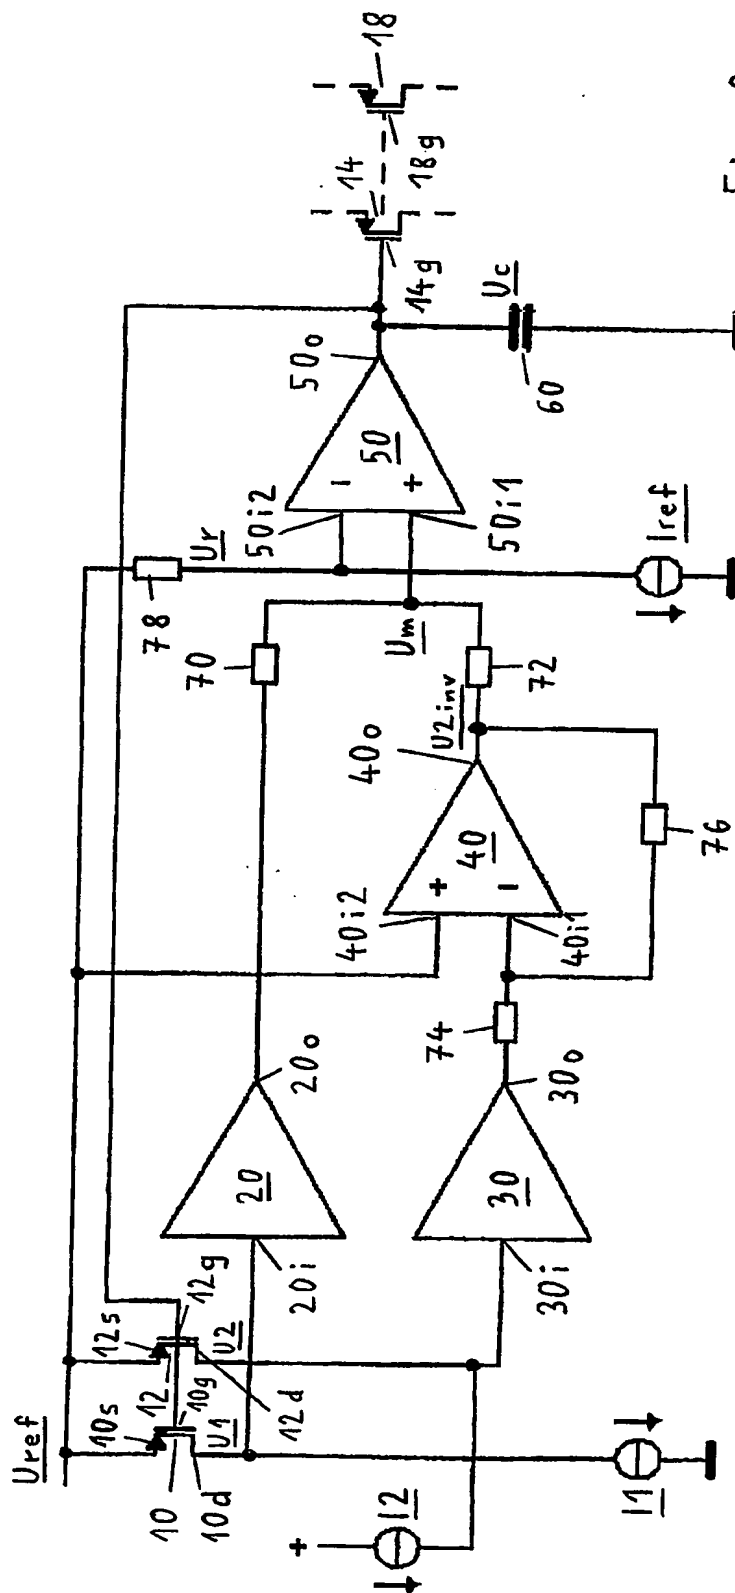 18
14
18g
14g
Uc
60
50o
50
−
+
50i2
50i1
Ur
Iref
78
70
Um
72
U2inv
40o
40
+
−
40i2
40i1
76
74
20o
30o
20
30
20i
30i
Uref
12s
12
12g
10s
10g
U2
U1
12d
10
10d
+
I2
I1